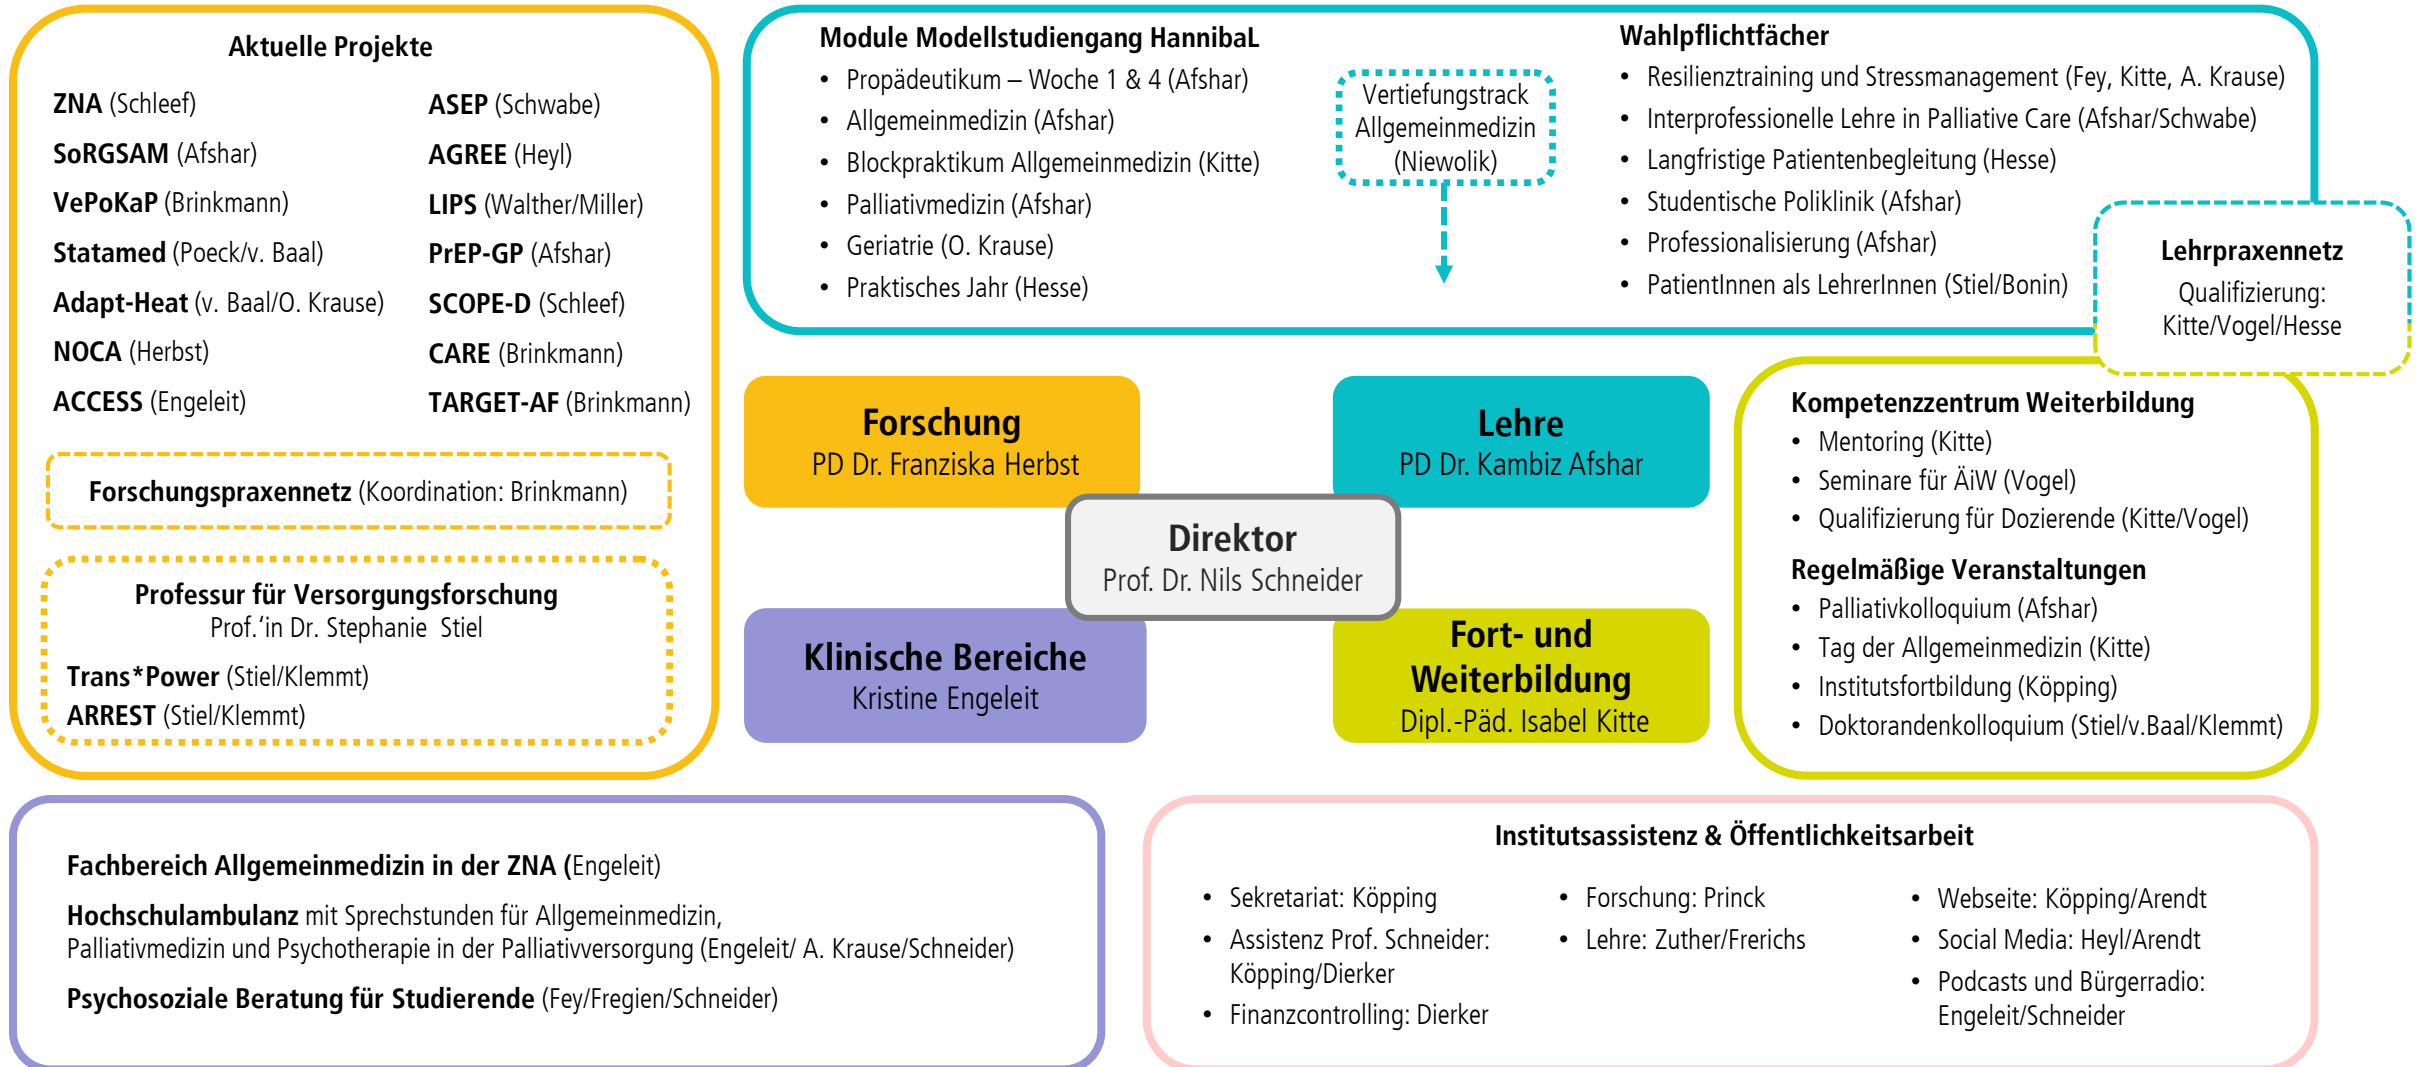 Aktuelle Projekte
ZNA (Schleef)
SoRGSAM (Afshar)
VePoKaP (Brinkmann)
Statamed (Poeck/v. Baal)
Adapt-Heat (v. Baal/O. Krause)
NOCA (Herbst)
ACCESS (Engeleit)
ASEP (Schwabe)
AGREE (Heyl)
LIPS (Walther/Miller)
PrEP-GP (Afshar)
SCOPE-D (Schleef)
CARE (Brinkmann)
TARGET-AF (Brinkmann)
Forschungspraxennetz (Koordination: Brinkmann)
Professur für Versorgungsforschung
Prof.‘in Dr. Stephanie  Stiel
Trans*Power (Stiel/Klemmt)
ARREST (Stiel/Klemmt)
Module Modellstudiengang HannibaL
• Propädeutikum – Woche 1 & 4 (Afshar)
• Allgemeinmedizin (Afshar)
• Blockpraktikum Allgemeinmedizin (Kitte)
• Palliativmedizin (Afshar)
• Geriatrie (O. Krause)
• Praktisches Jahr (Hesse)
Vertiefungstrack
Allgemeinmedizin
(Niewolik)
Wahlpflichtfächer
• Resilienztraining und Stressmanagement (Fey, Kitte, A. Krause)
• Interprofessionelle Lehre in Palliative Care (Afshar/Schwabe)
• Langfristige Patientenbegleitung (Hesse)
• Studentische Poliklinik (Afshar)
• Professionalisierung (Afshar)
• PatientInnen als LehrerInnen (Stiel/Bonin)
Lehrpraxennetz
Qualifizierung:
Kitte/Vogel/Hesse
Forschung
PD Dr. Franziska Herbst
Lehre
PD Dr. Kambiz Afshar
Direktor
Prof. Dr. Nils Schneider
Klinische Bereiche
Kristine Engeleit
Fort- und
Weiterbildung
Dipl.-Päd. Isabel Kitte
Kompetenzzentrum Weiterbildung
• Mentoring (Kitte)
• Seminare für ÄiW (Vogel)
• Qualifizierung für Dozierende (Kitte/Vogel)
Regelmäßige Veranstaltungen
• Palliativkolloquium (Afshar)
• Tag der Allgemeinmedizin (Kitte)
• Institutsfortbildung (Köpping)
• Doktorandenkolloquium (Stiel/v.Baal/Klemmt)
Fachbereich Allgemeinmedizin in der ZNA (Engeleit)
Hochschulambulanz mit Sprechstunden für Allgemeinmedizin,
Palliativmedizin und Psychotherapie in der Palliativversorgung (Engeleit/ A. Krause/Schneider)
Psychosoziale Beratung für Studierende (Fey/Fregien/Schneider)
Institutsassistenz & Öffentlichkeitsarbeit
• Sekretariat: Köpping
• Assistenz Prof. Schneider:
Köpping/Dierker
• Finanzcontrolling: Dierker
• Forschung: Princk
• Lehre: Zuther/Frerichs
• Webseite: Köpping/Arendt
• Social Media: Heyl/Arendt
• Podcasts und Bürgerradio:
Engeleit/Schneider